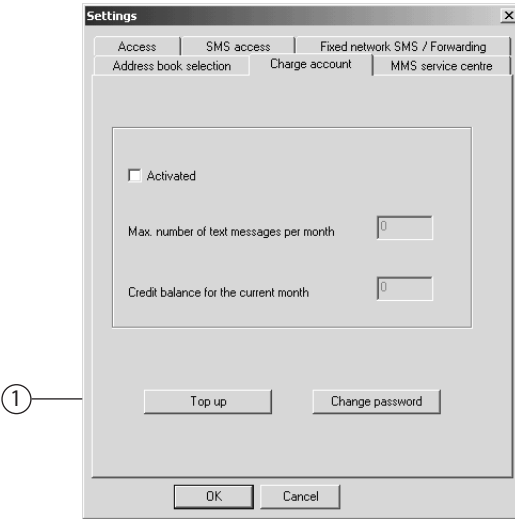 Settings
Access SMS access Fixed network SMS / Forwarding
Address book selection Charge account MMS service centre
Activated
Max. number of text messages per month 0
Credit balance for the current month 0
1 Top up Change password
OK Cancel